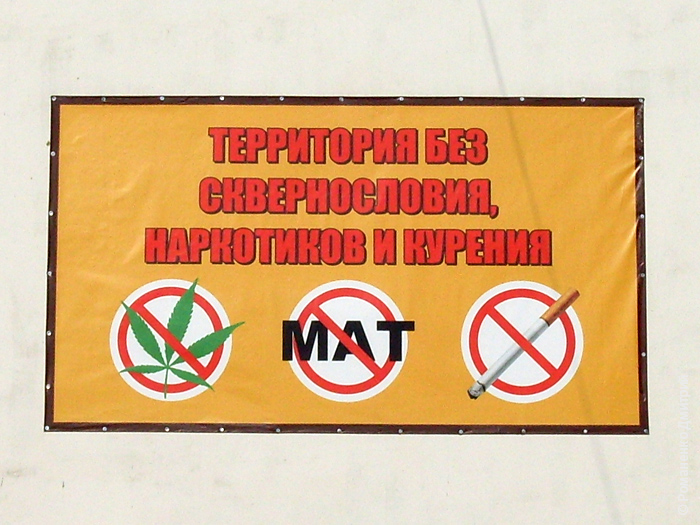 ТЕРРИТОРИЯ БЕЗ
СКВЕРНОСЛОВИЯ,
НАРКОТИКОВ И КУРЕНИЯ
МАТ